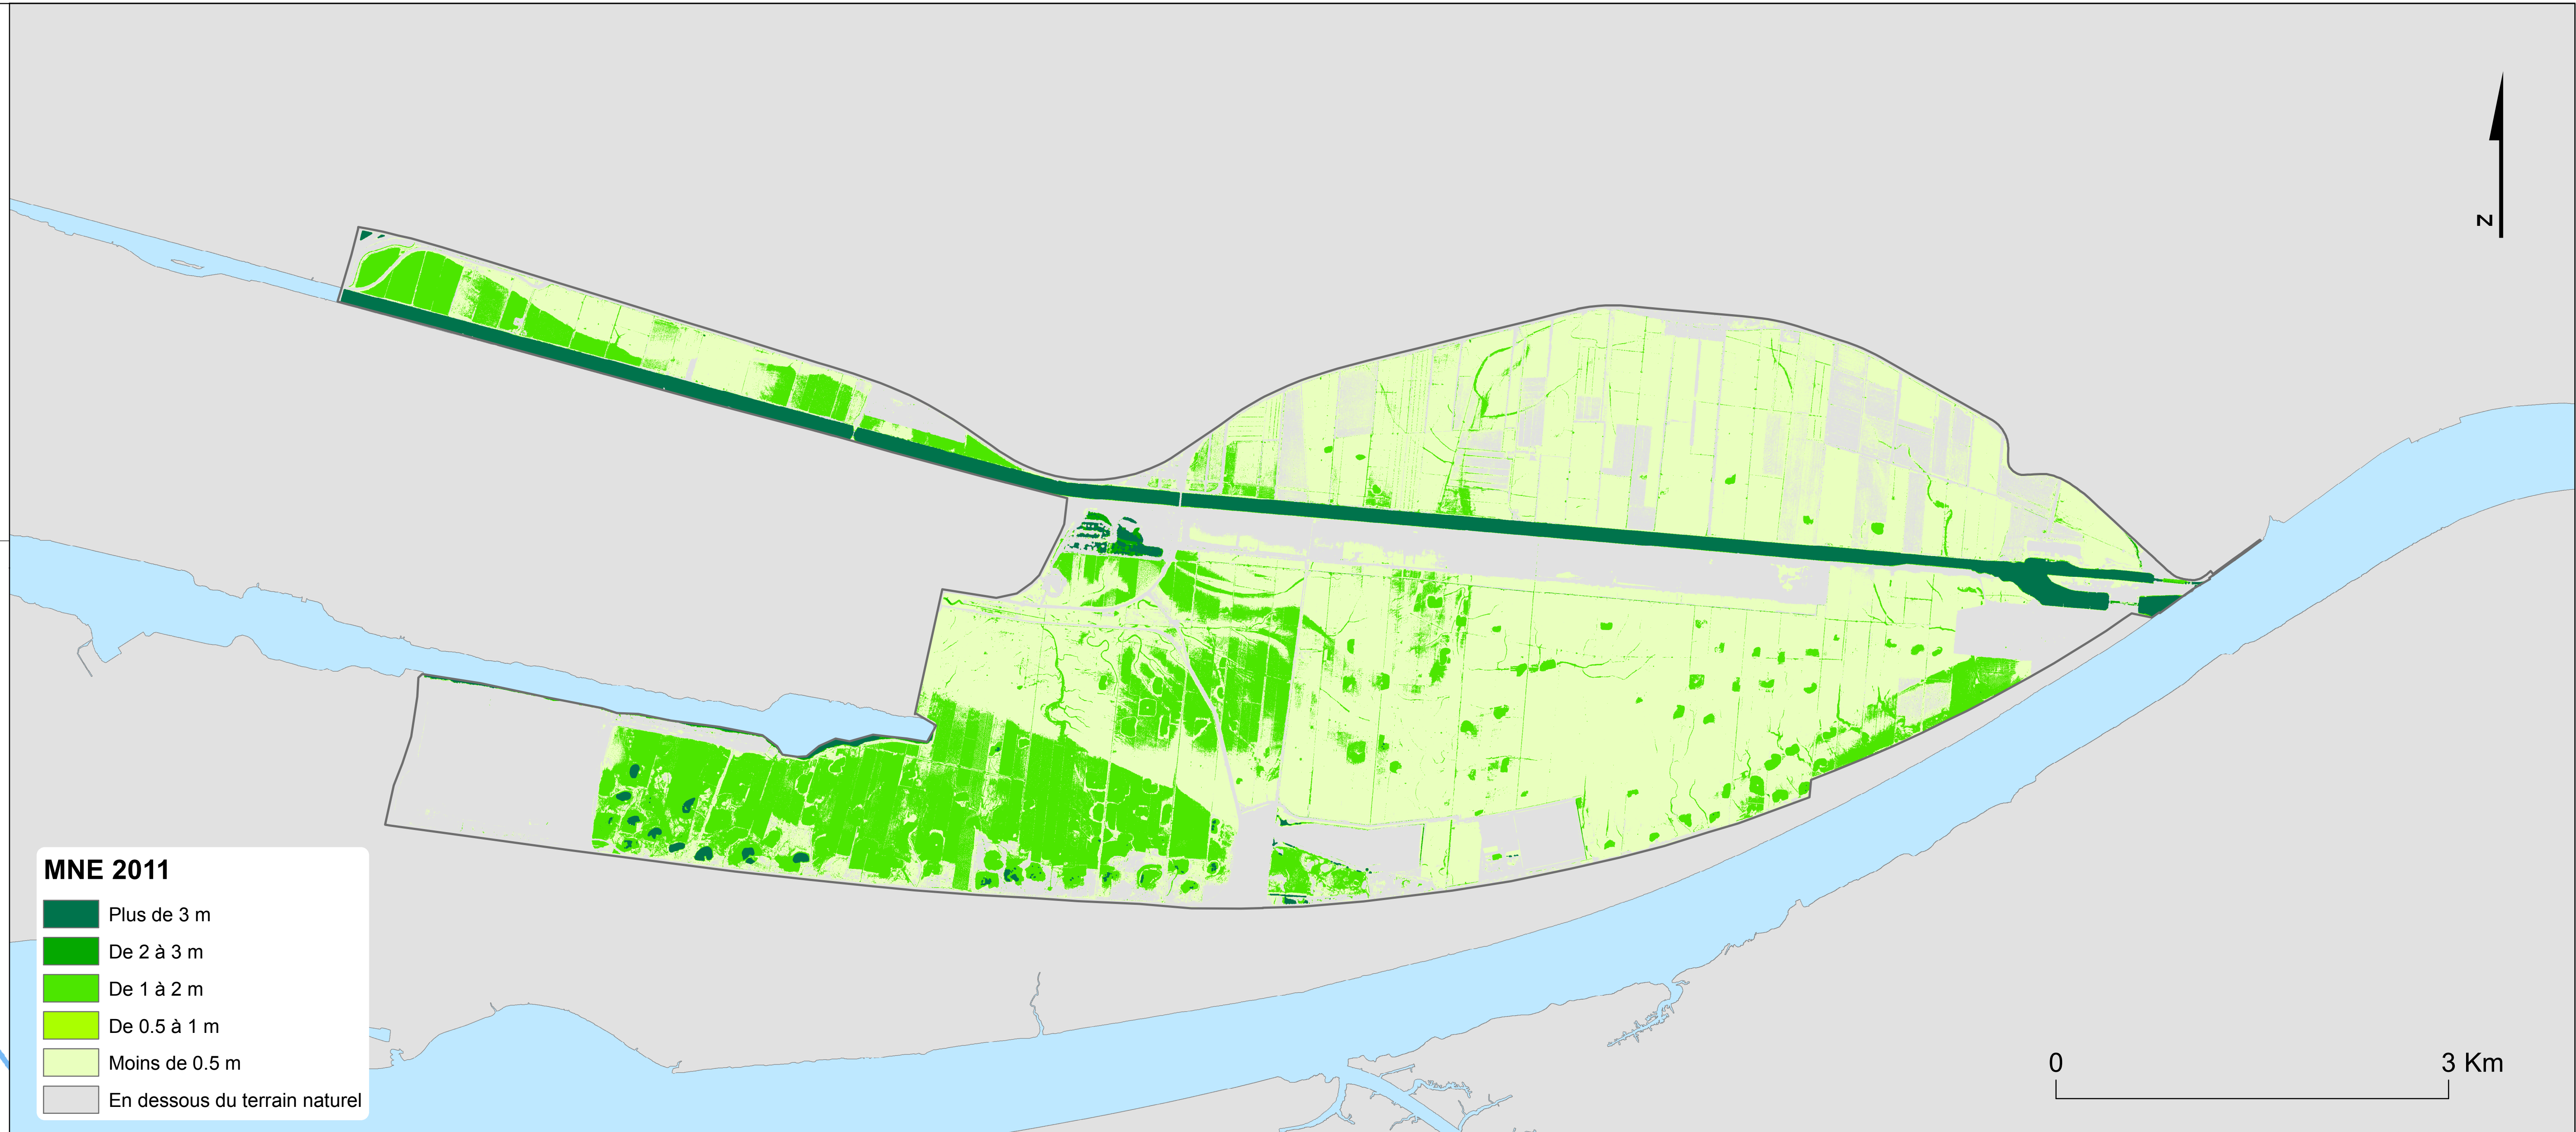 N
MNE 2011
Plus de 3 m
De 2 à 3 m
De 1 à 2 m
De 0.5 à 1 m
Moins de 0.5 m
En dessous du terrain naturel
0 3 Km